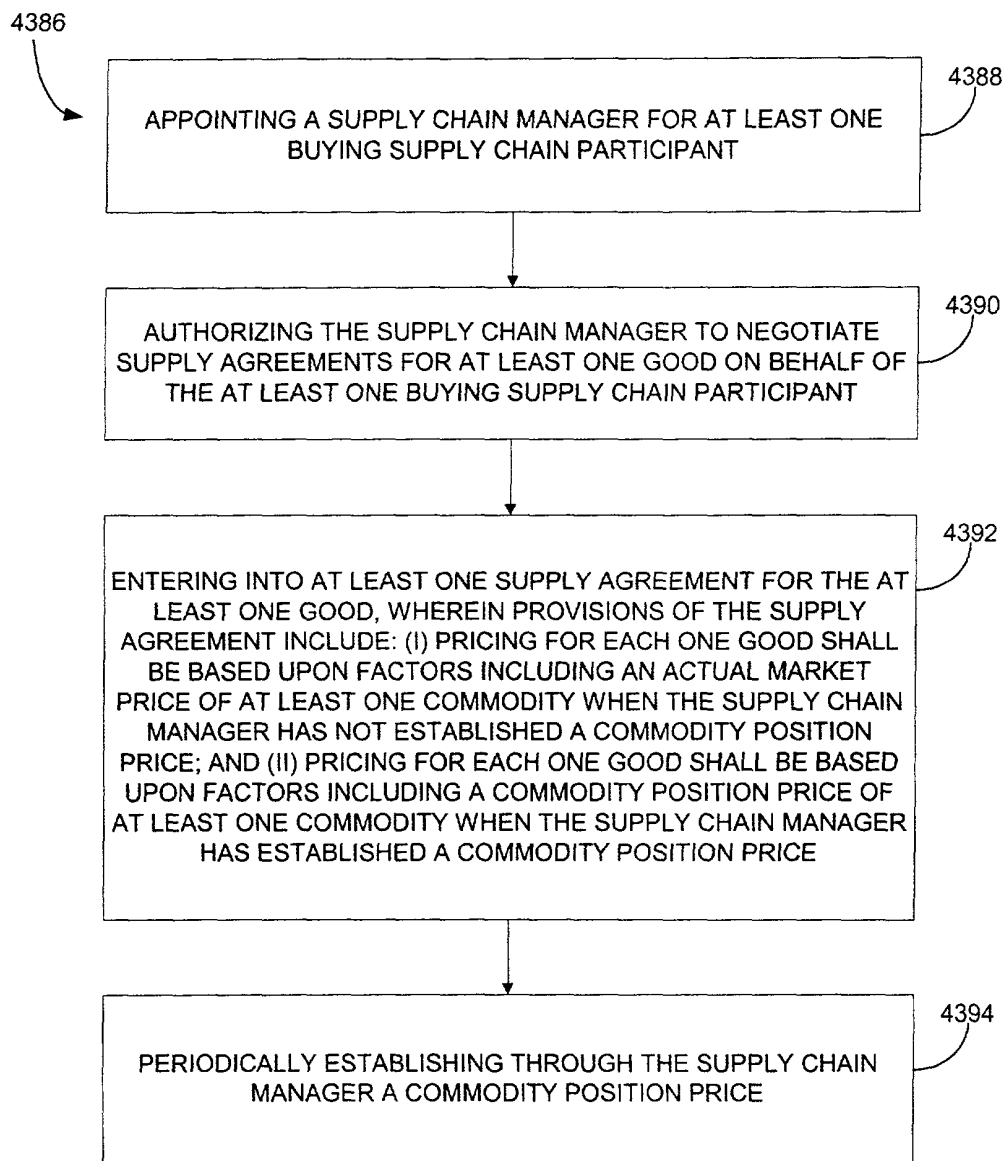 4386
4388
APPOINTING A SUPPLY CHAIN MANAGER FOR AT LEAST ONE
BUYING SUPPLY CHAIN PARTICIPANT
4390
AUTHORIZING THE SUPPLY CHAIN MANAGER TO NEGOTIATE
SUPPLY AGREEMENTS FOR AT LEAST ONE GOOD ON BEHALF OF
THE AT LEAST ONE BUYING SUPPLY CHAIN PARTICIPANT
4392
ENTERING INTO AT LEAST ONE SUPPLY AGREEMENT FOR THE AT
LEAST ONE GOOD, WHEREIN PROVISIONS OF THE SUPPLY
AGREEMENT INCLUDE: (I) PRICING FOR EACH ONE GOOD SHALL
BE BASED UPON FACTORS INCLUDING AN ACTUAL MARKET
PRICE OF AT LEAST ONE COMMODITY WHEN THE SUPPLY CHAIN
MANAGER HAS NOT ESTABLISHED A COMMODITY POSITION
PRICE; AND (II) PRICING FOR EACH ONE GOOD SHALL BE BASED
UPON FACTORS INCLUDING A COMMODITY POSITION PRICE OF
AT LEAST ONE COMMODITY WHEN THE SUPPLY CHAIN MANAGER
HAS ESTABLISHED A COMMODITY POSITION PRICE
4394
PERIODICALLY ESTABLISHING THROUGH THE SUPPLY CHAIN
MANAGER A COMMODITY POSITION PRICE